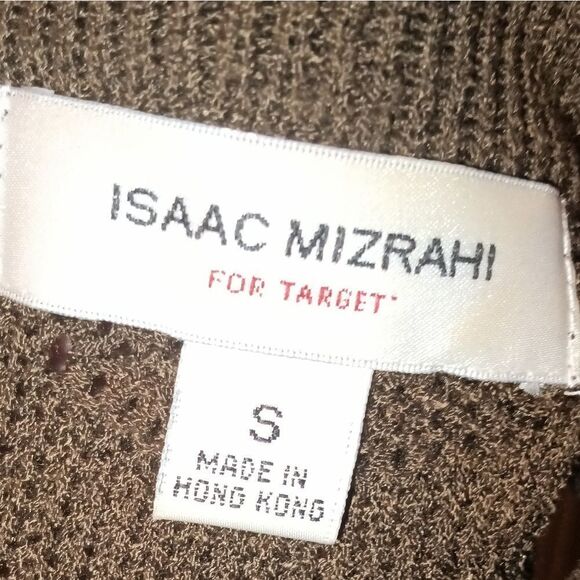 ISAAC MIZRAHI
FOR TARGET
S
MADE IN
HONG KONG